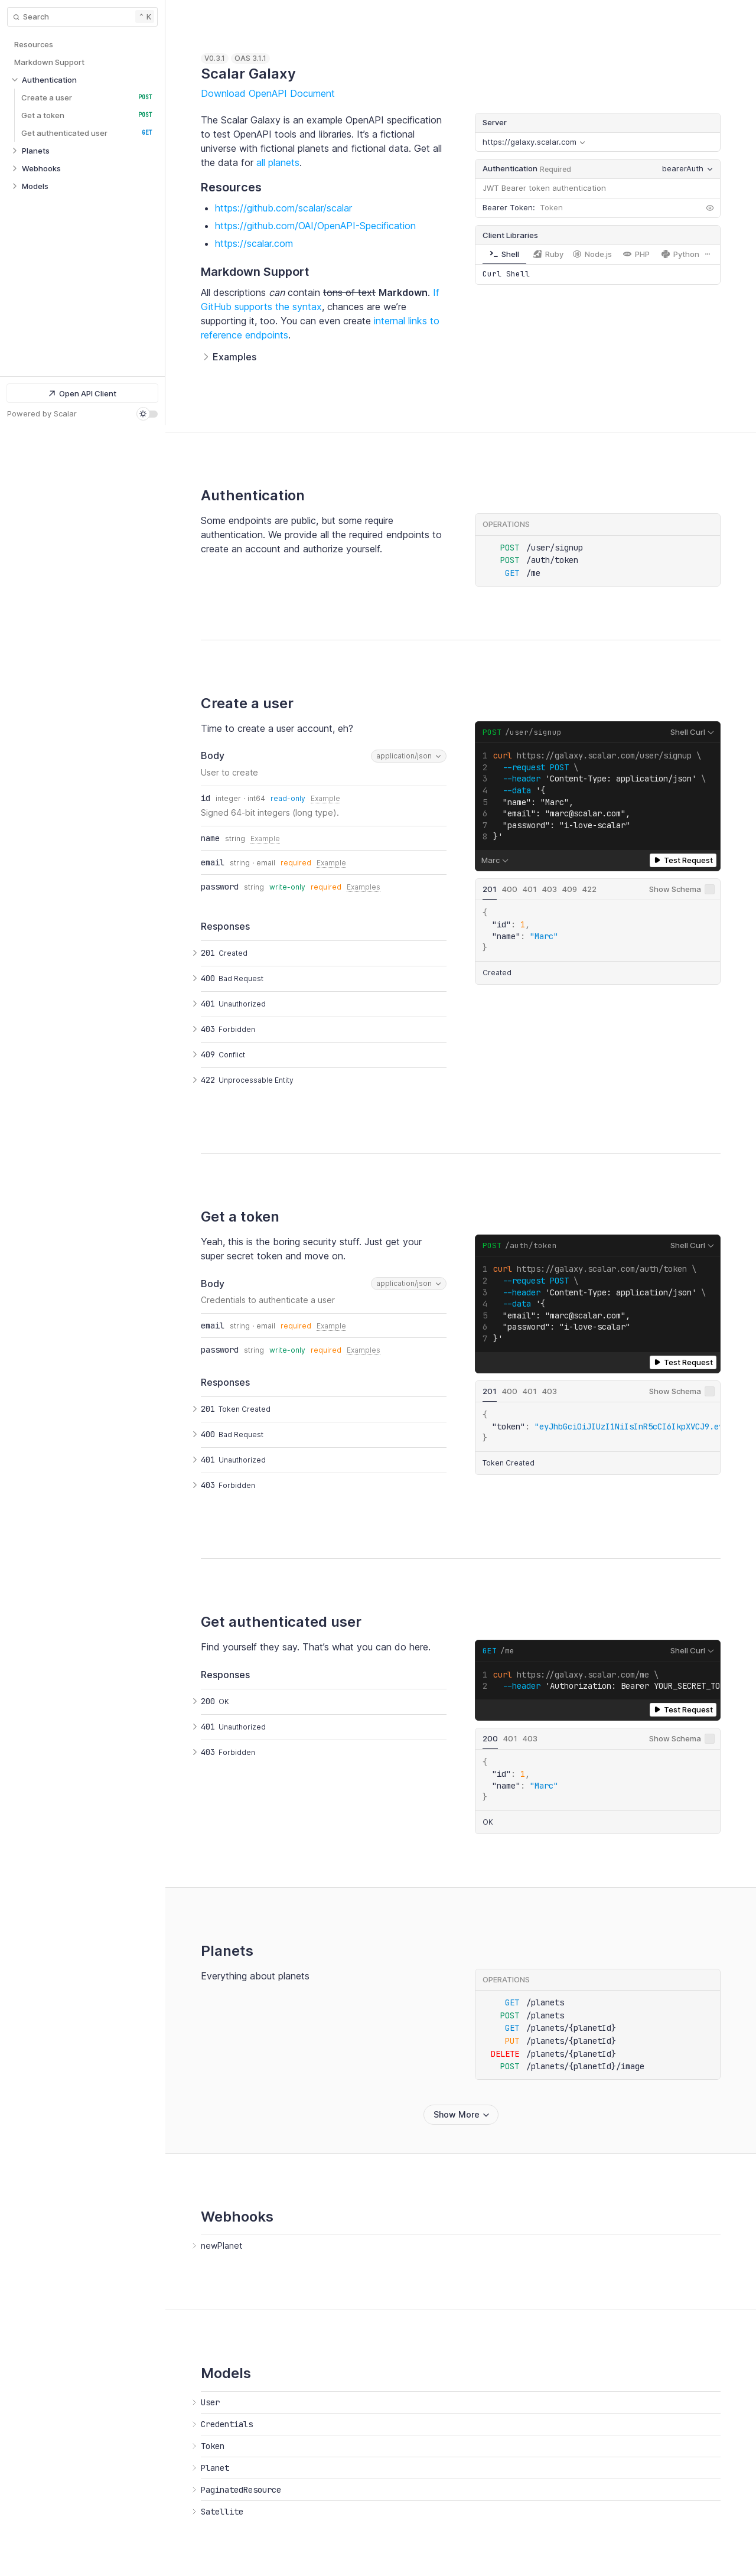 Search ⌃ K
Resources
Markdown Support
Authentication
Create a user POST
Get a token POST
Get authenticated user GET
Planets
Webhooks
Models
Open API Client
Powered by Scalar
V0.3.1 OAS 3.1.1
Scalar Galaxy
Download OpenAPI Document
The Scalar Galaxy is an example OpenAPI specification
to test OpenAPI tools and libraries. It's a fictional
universe with fictional planets and fictional data. Get all
the data for all planets.
Resources
https://github.com/scalar/scalar
https://github.com/OAI/OpenAPI-Specification
https://scalar.com
Markdown Support
All descriptions can contain tons of text Markdown. If
GitHub supports the syntax, chances are we're
supporting it, too. You can even create internal links to
reference endpoints.
Examples
Server
https://galaxy.scalar.com
Authentication Required bearerAuth
JWT Bearer token authentication
Bearer Token: Token
Client Libraries
Shell Ruby Node.js PHP Python ···
Curl Shell
Authentication
Some endpoints are public, but some require
authentication. We provide all the required endpoints to
create an account and authorize yourself.
OPERATIONS
POST /user/signup
POST /auth/token
GET /me
Create a user
Time to create a user account, eh?
Body application/json
User to create
id integer · int64 read-only Example
Signed 64-bit integers (long type).
name string Example
email string · email required Example
password string write-only required Examples
Responses
201 Created
400 Bad Request
401 Unauthorized
403 Forbidden
409 Conflict
422 Unprocessable Entity
POST /user/signup Shell Curl
1 curl https://galaxy.scalar.com/user/signup \
2 --request POST \
3 --header 'Content-Type: application/json' \
4 --data '{
5 "name": "Marc",
6 "email": "marc@scalar.com",
7 "password": "i-love-scalar"
8 }'
Marc Test Request
201 400 401 403 409 422 Show Schema
{
"id": 1,
"name": "Marc"
}
Created
Get a token
Yeah, this is the boring security stuff. Just get your
super secret token and move on.
Body application/json
Credentials to authenticate a user
email string · email required Example
password string write-only required Examples
Responses
201 Token Created
400 Bad Request
401 Unauthorized
403 Forbidden
POST /auth/token Shell Curl
1 curl https://galaxy.scalar.com/auth/token \
2 --request POST \
3 --header 'Content-Type: application/json' \
4 --data '{
5 "email": "marc@scalar.com",
6 "password": "i-love-scalar"
7 }'
Test Request
201 400 401 403 Show Schema
{
"token": "eyJhbGciOiJIUzI1NiIsInR5cCI6IkpXVCJ9.e
}
Token Created
Get authenticated user
Find yourself they say. That's what you can do here.
Responses
200 OK
401 Unauthorized
403 Forbidden
GET /me Shell Curl
1 curl https://galaxy.scalar.com/me \
2 --header 'Authorization: Bearer YOUR_SECRET_TO
Test Request
200 401 403 Show Schema
{
"id": 1,
"name": "Marc"
}
OK
Planets
Everything about planets
OPERATIONS
GET /planets
POST /planets
GET /planets/{planetId}
PUT /planets/{planetId}
DELETE /planets/{planetId}
POST /planets/{planetId}/image
Show More
Webhooks
newPlanet
Models
User
Credentials
Token
Planet
PaginatedResource
Satellite